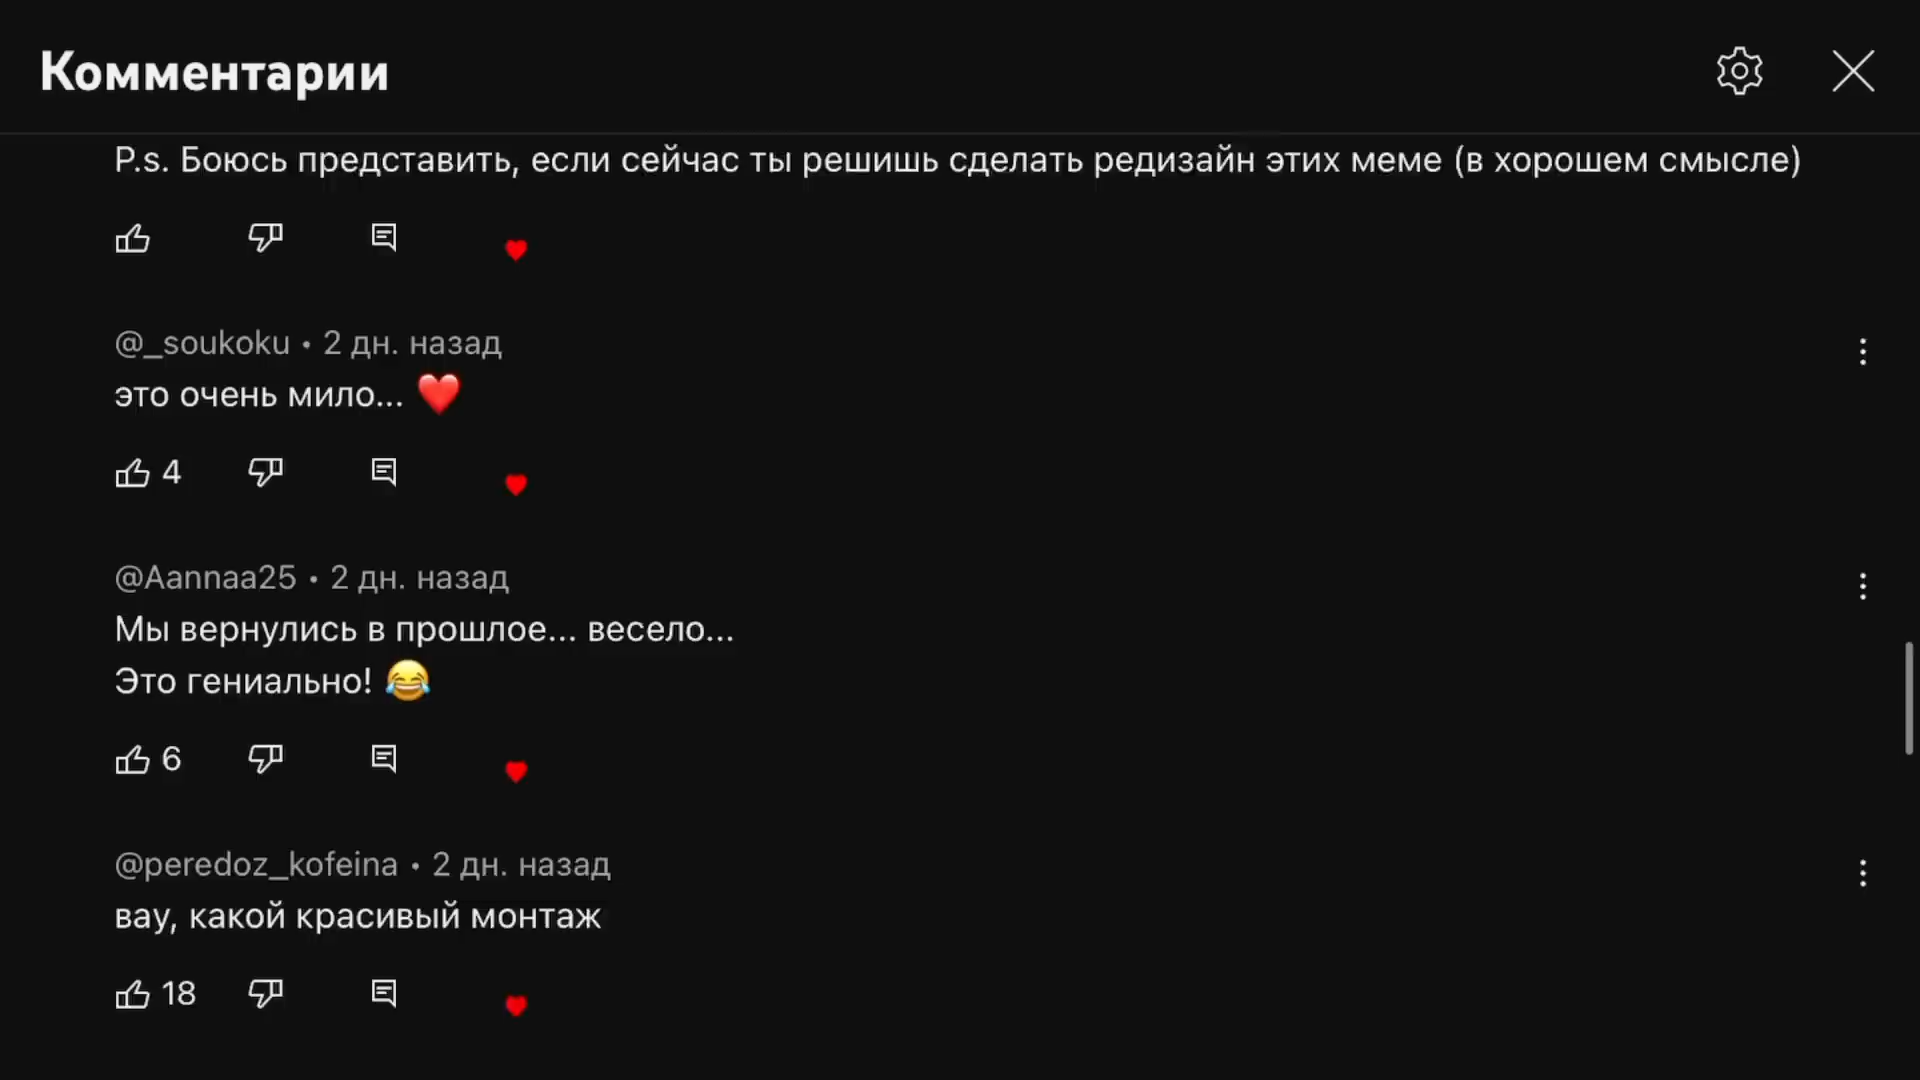 Комментарии
P.s. Боюсь представить, если сейчас ты решишь сделать редизайн этих меме (в хорошем смысле)
@_soukoku • 2 дн. назад
это очень мило... ❤️
4
@Aannaa25 • 2 дн. назад
Мы вернулись в прошлое... весело...
Это гениально! 😂
6
@peredoz_kofeina • 2 дн. назад
вау, какой красивый монтаж
18